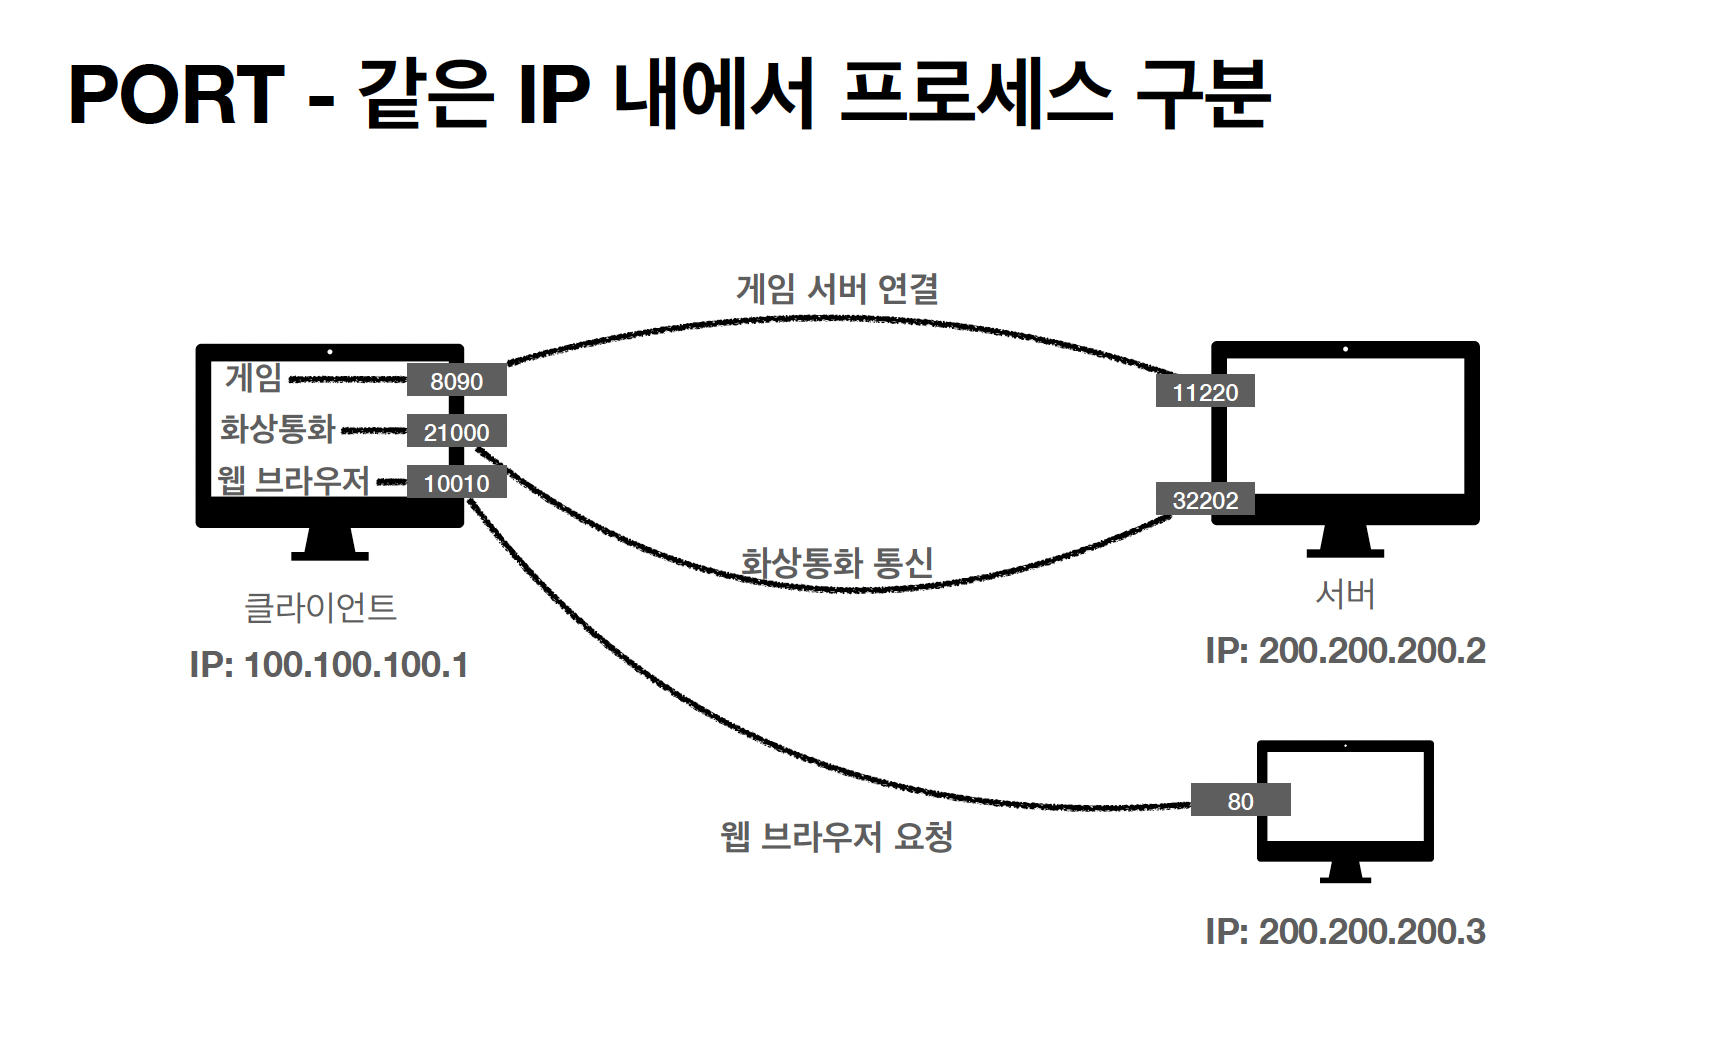 PORT - 같은 IP 내에서 프로세스 구분
게임 서버 연결
게임
8090
화상통화
21000
웹 브라우저
10010
11220
32202
화상통화 통신
클라이언트
IP: 100.100.100.1
서버
IP: 200.200.200.2
80
웹 브라우저 요청
IP: 200.200.200.3